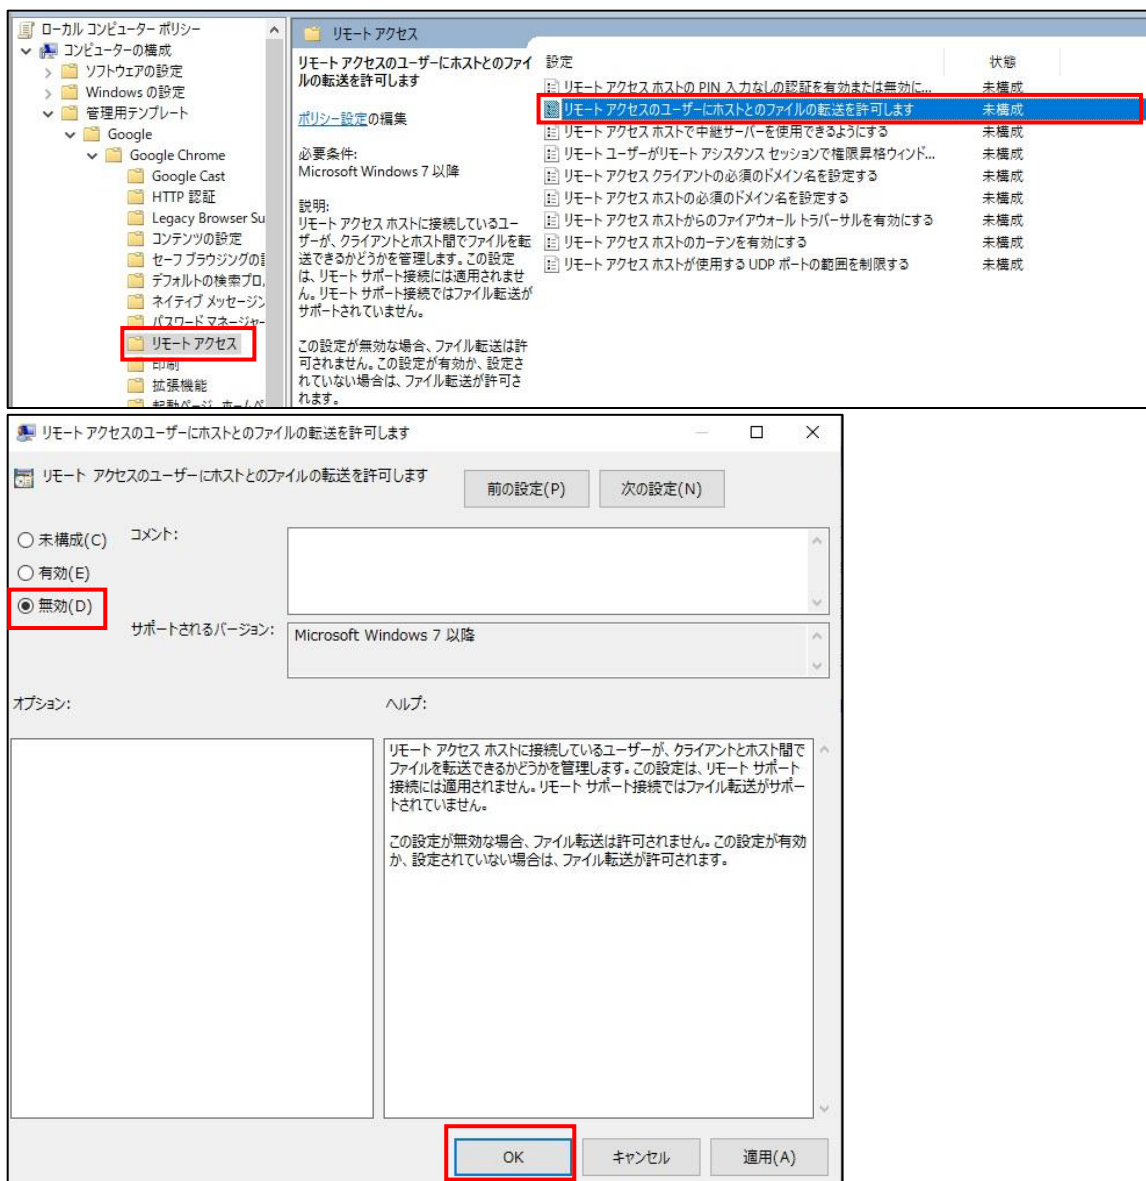 ローカル コンピューター ポリシー
コンピューターの構成
ソフトウェアの設定
Windows の設定
管理用テンプレート
Google
Google Chrome
Google Cast
HTTP 認証
Legacy Browser Su
コンテンツの設定
セーフ ブラウジングの
デフォルトの検索プロ
ネイティブ メッセージン
パスワード マネージャー
リモート アクセス
印刷
拡張機能
起動ページ、ホームペ
リモート アクセス
リモート アクセスのユーザーにホストとのファイ
ルの転送を許可します
ポリシー設定の編集
必要条件:
Microsoft Windows 7 以降
説明:
リモート アクセス ホストに接続しているユー
ザーが、クライアントとホスト間でファイルを転
送できるかどうかを管理します。この設定
は、リモート サポート接続には適用されませ
ん。リモート サポート接続ではファイル転送が
サポートされていません。
この設定が無効な場合、ファイル転送は許
可されません。この設定が有効か、設定さ
れていない場合は、ファイル転送が許可さ
れます。
設定 状態
リモート アクセス ホストの PIN 入力なしの認証を有効または無効に... 未構成
リモート アクセスのユーザーにホストとのファイルの転送を許可します 未構成
リモート アクセス ホストで中継サーバーを使用できるようにする 未構成
リモート ユーザーがリモート アシスタンス セッションで権限昇格ウィンド... 未構成
リモート アクセス クライアントの必須のドメイン名を設定する 未構成
リモート アクセス ホストの必須のドメイン名を設定する 未構成
リモート アクセス ホストからのファイアウォール トラバーサルを有効にする 未構成
リモート アクセス ホストのカーテンを有効にする 未構成
リモート アクセス ホストが使用する UDP ポートの範囲を制限する 未構成
リモート アクセスのユーザーにホストとのファイルの転送を許可します
リモート アクセスのユーザーにホストとのファイルの転送を許可します
前の設定(P) 次の設定(N)
未構成(C)
有効(E)
無効(D)
コメント:
サポートされるバージョン:
Microsoft Windows 7 以降
オプション:
ヘルプ:
リモート アクセス ホストに接続しているユーザーが、クライアントとホスト間で
ファイルを転送できるかどうかを管理します。この設定は、リモート サポート
接続には適用されません。リモート サポート接続ではファイル転送がサポー
トされていません。
この設定が無効な場合、ファイル転送は許可されません。この設定が有効
か、設定されていない場合は、ファイル転送が許可されます。
OK キャンセル 適用(A)